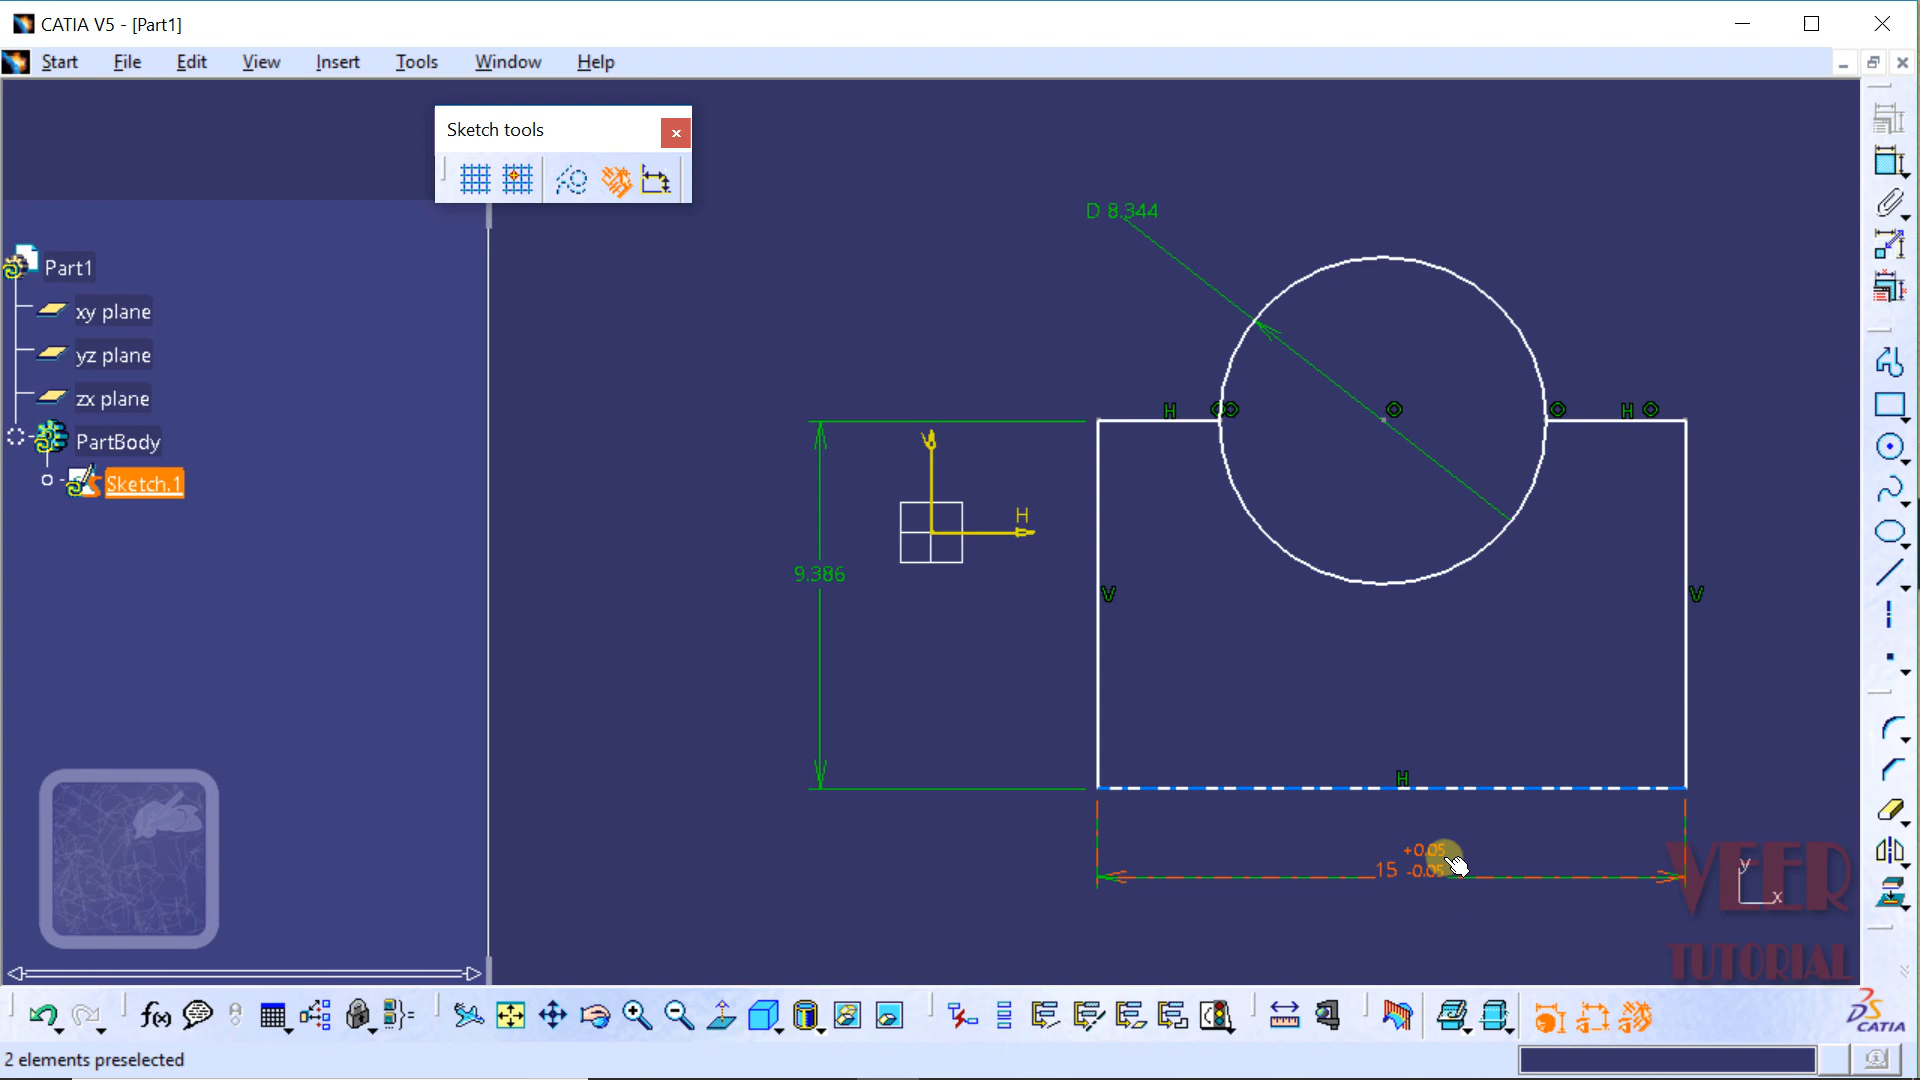 CATIA V5 - [Part1]
Start File Edit View Insert Tools Window Help
Sketch tools
D 8.344
Part1
xy plane
yz plane
zx plane
PartBody
Sketch.1
H H
V
H
9.386
V V
H
+0.05
15 -0.05
y
x
VEER
TUTORIAL
f(x)
DS
CATIA
2 elements preselected